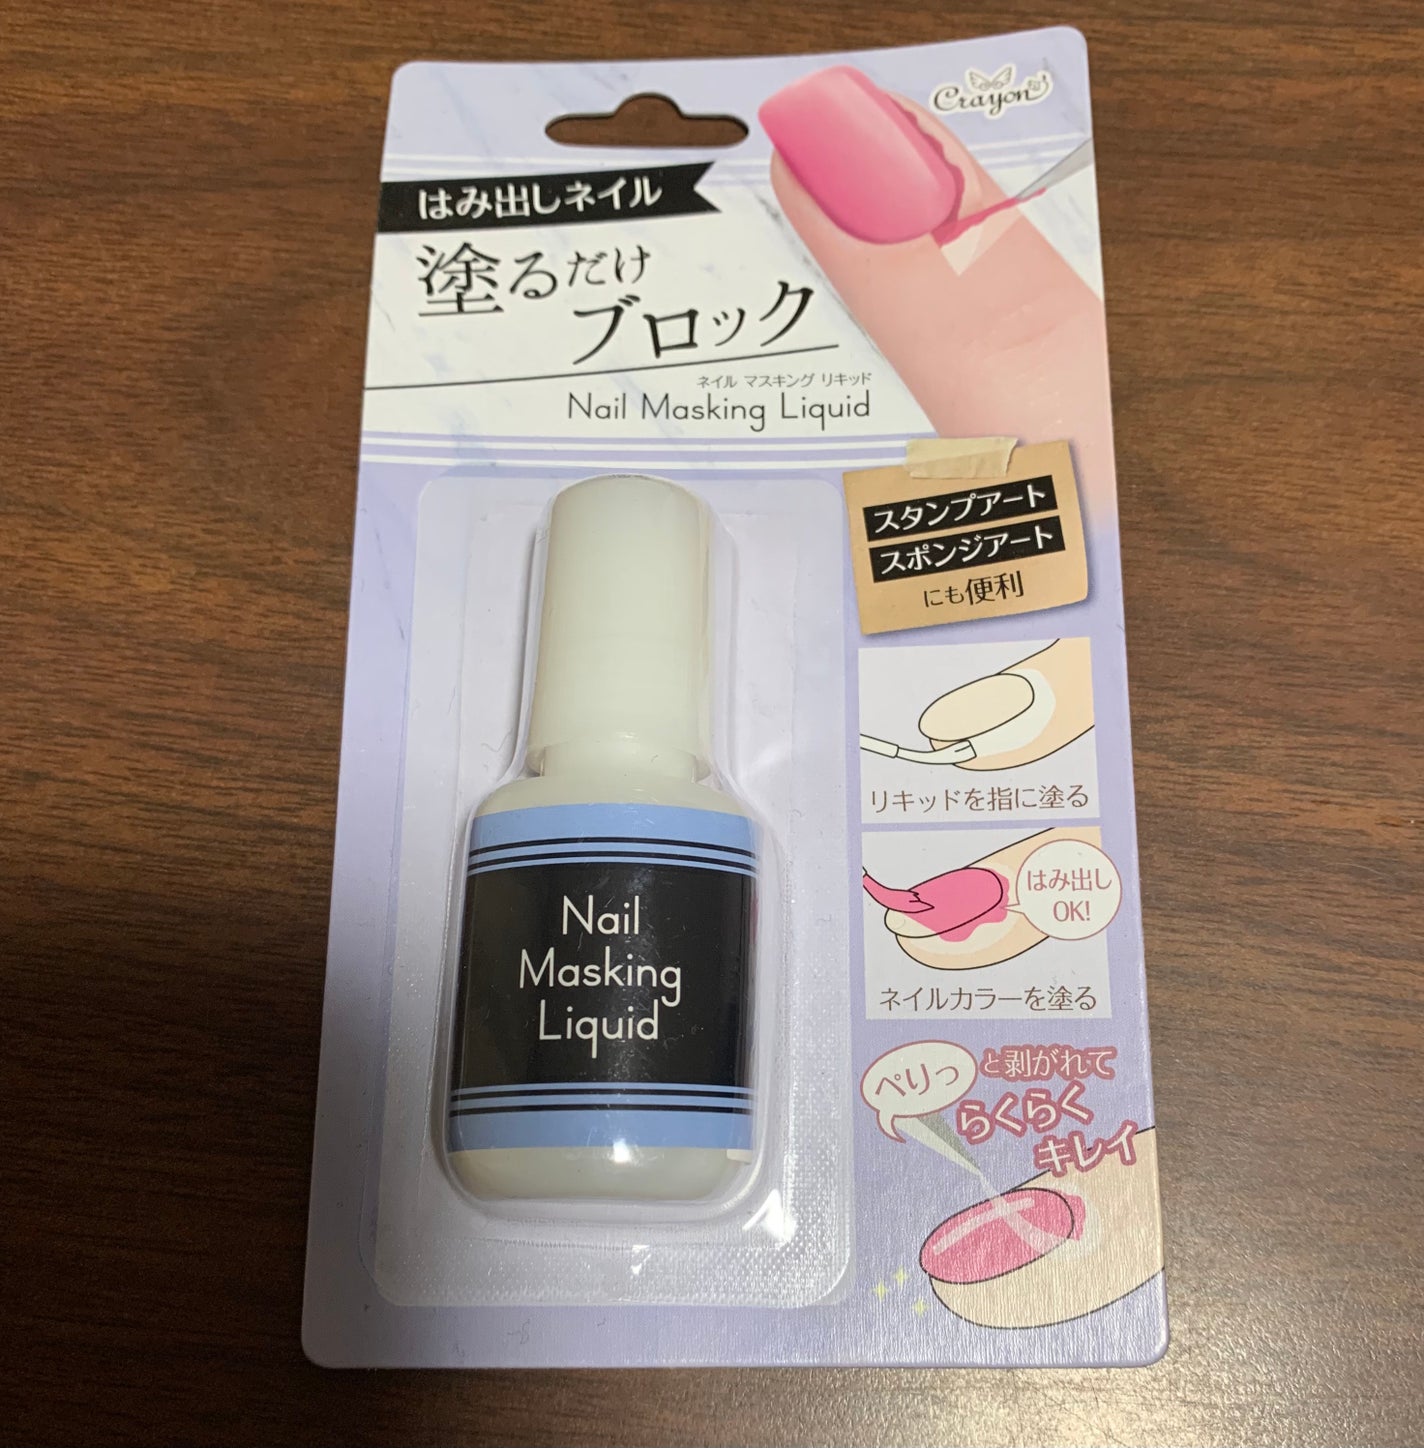 Crayon
はみ出しネイル
塗るだけ
ブロック
ネイル マスキング リキッド
Nail Masking Liquid
スタンプアート
スポンジアート
にも便利
リキッドを指に塗る
はみ出し
OK!
ネイルカラーを塗る
ぺりっ
と剥がれて
らくらく
キレイ
Nail
Masking
Liquid